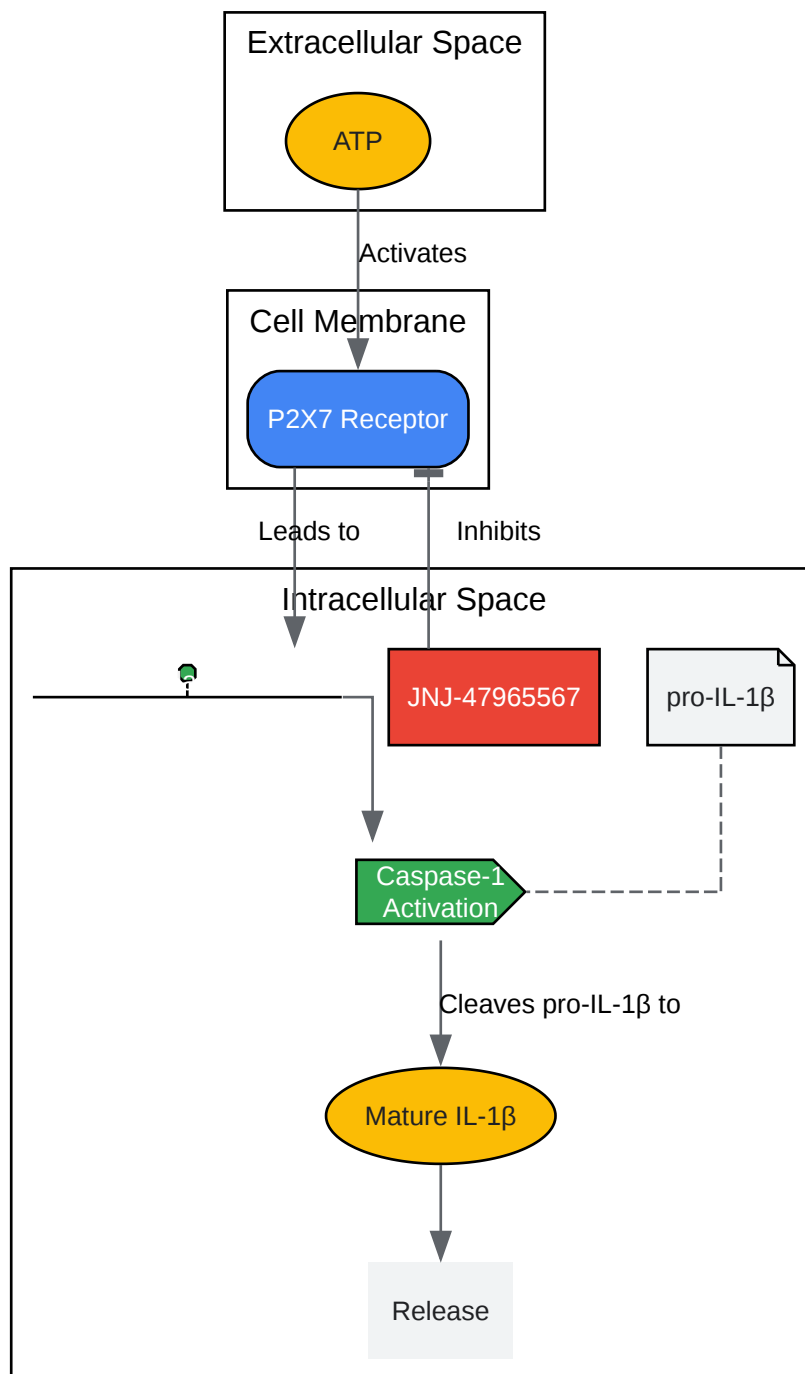 Extracellular Space
ATP
Activates
Cell Membrane
P2X7 Receptor
Leads to
Inhibits
Intracellular Space
JNJ-47965567
pro-IL-1β
Caspase-1
Activation
Cleaves pro-IL-1β to
Mature IL-1β
Release